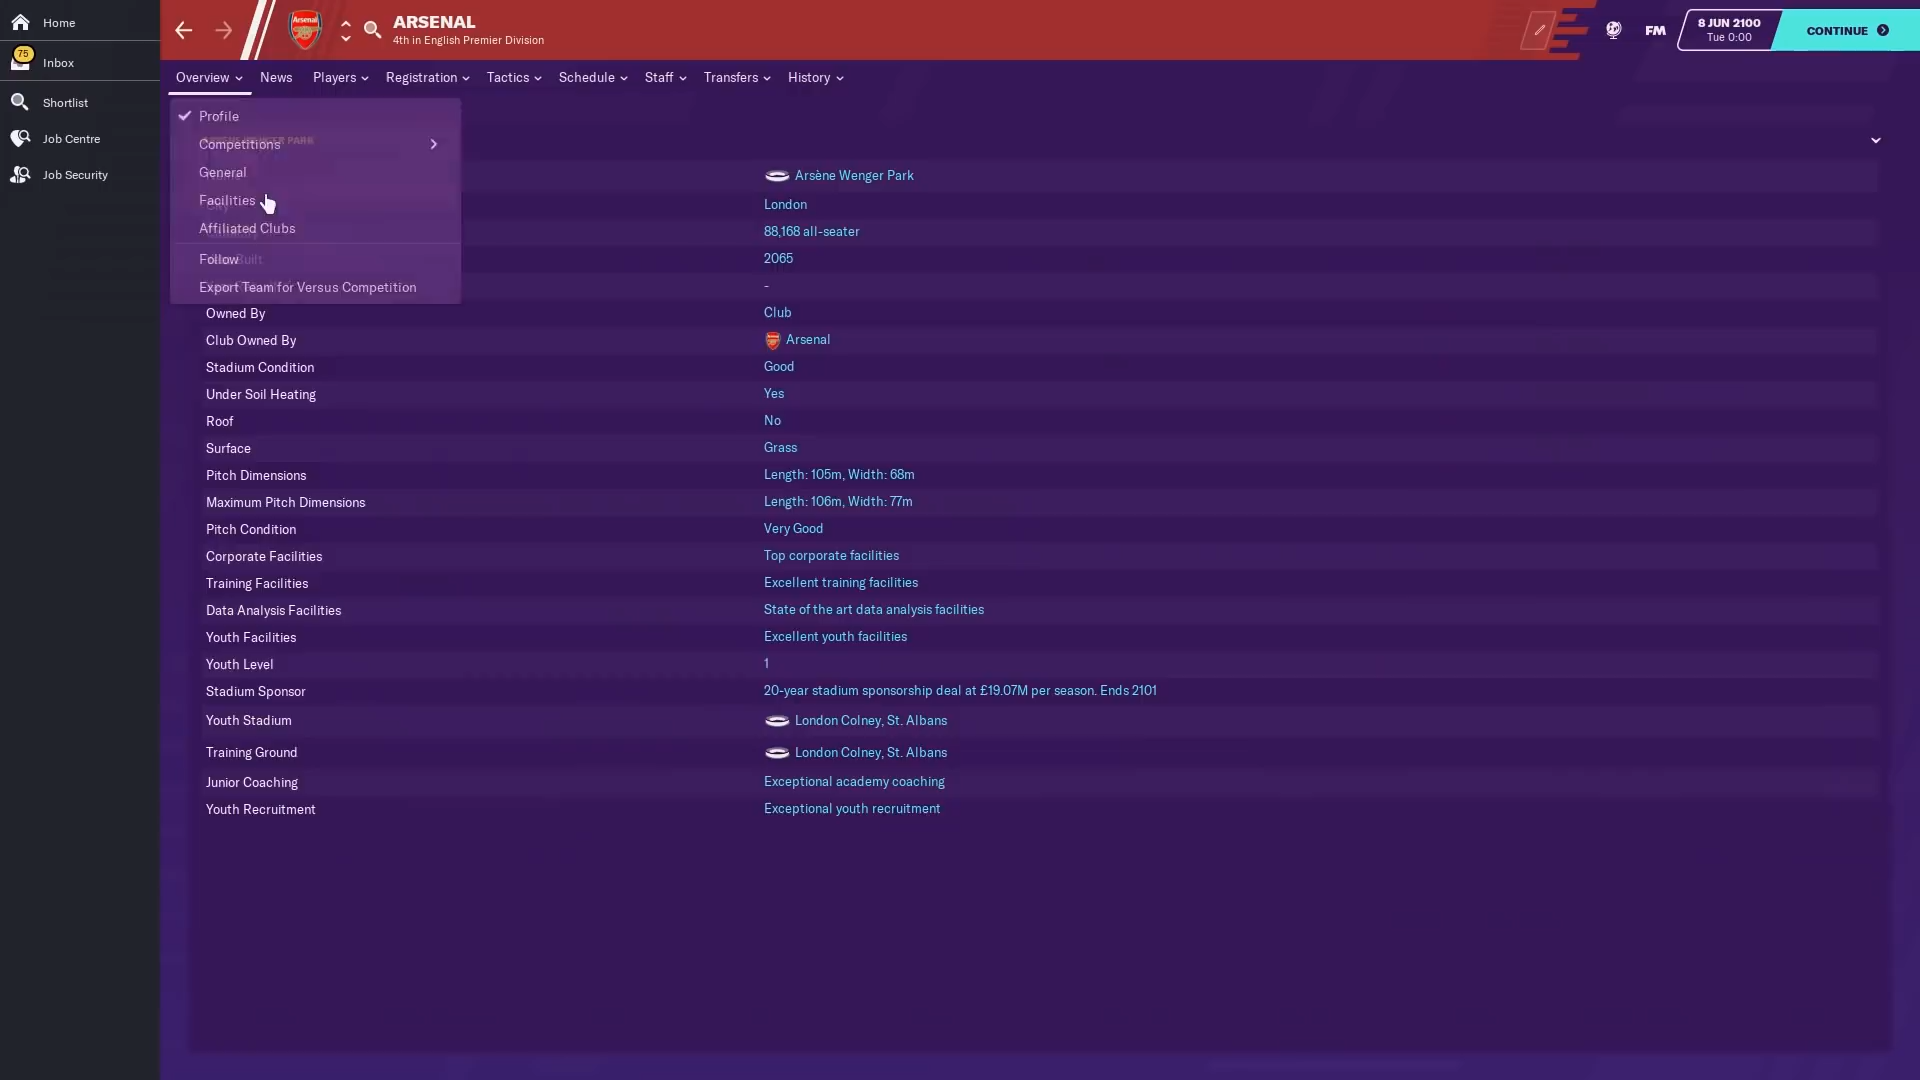 Home
75
Inbox
Shortlist
Job Centre
Job Security
Arsenal
ARSENAL
4th in English Premier Division
FM
8 JUN 2100
Tue 0:00
CONTINUE
Overview News Players Registration Tactics Schedule Staff Transfers History
Profile
Competitions
General
Facilities
Affiliated Clubs
Follow
Export Team for Versus Competition
Arsène Wenger Park
London
88,168 all-seater
2065
-
Owned By Club
Club Owned By Arsenal
Stadium Condition Good
Under Soil Heating Yes
Roof No
Surface Grass
Pitch Dimensions Length: 105m, Width: 68m
Maximum Pitch Dimensions Length: 106m, Width: 77m
Pitch Condition Very Good
Corporate Facilities Top corporate facilities
Training Facilities Excellent training facilities
Data Analysis Facilities State of the art data analysis facilities
Youth Facilities Excellent youth facilities
Youth Level 1
Stadium Sponsor 20-year stadium sponsorship deal at £19.07M per season. Ends 2101
Youth Stadium London Colney, St. Albans
Training Ground London Colney, St. Albans
Junior Coaching Exceptional academy coaching
Youth Recruitment Exceptional youth recruitment